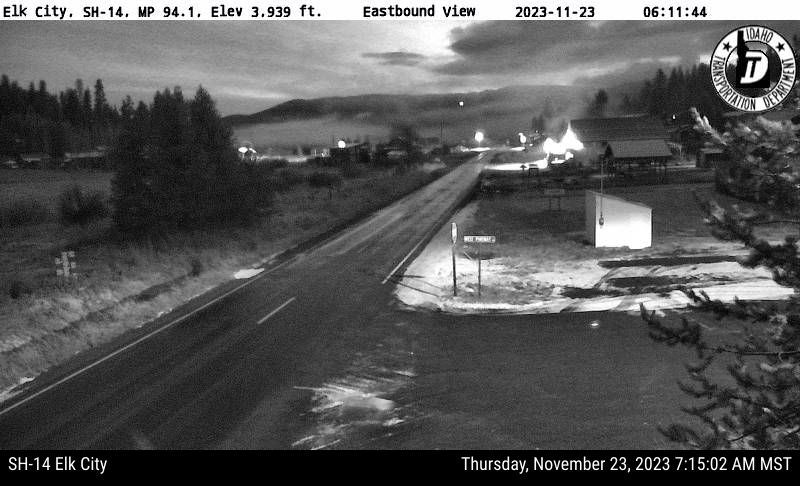 Elk City, SH-14, MP 94.1, Elev 3,939 ft. Eastbound View 2023-11-23 06:11:44
IDAHO
TRANSPORTATION DEPARTMENT
SH-14 Elk City Thursday, November 23, 2023 7:15:02 AM MST